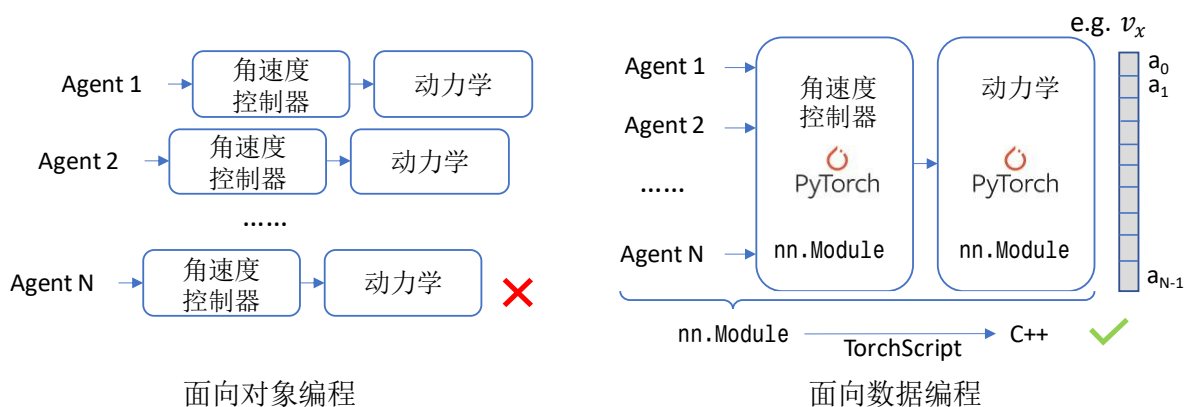 Agent 1
角速度
控制器
动力学
Agent 2
角速度
控制器
动力学
……
Agent N
角速度
控制器
动力学
面向对象编程
e.g. vₓ
Agent 1
Agent 2
……
Agent N
角速度
控制器
PyTorch
nn.Module
动力学
PyTorch
nn.Module
a₀
a₁
a_{N-1}
nn.Module
TorchScript
C++
面向数据编程